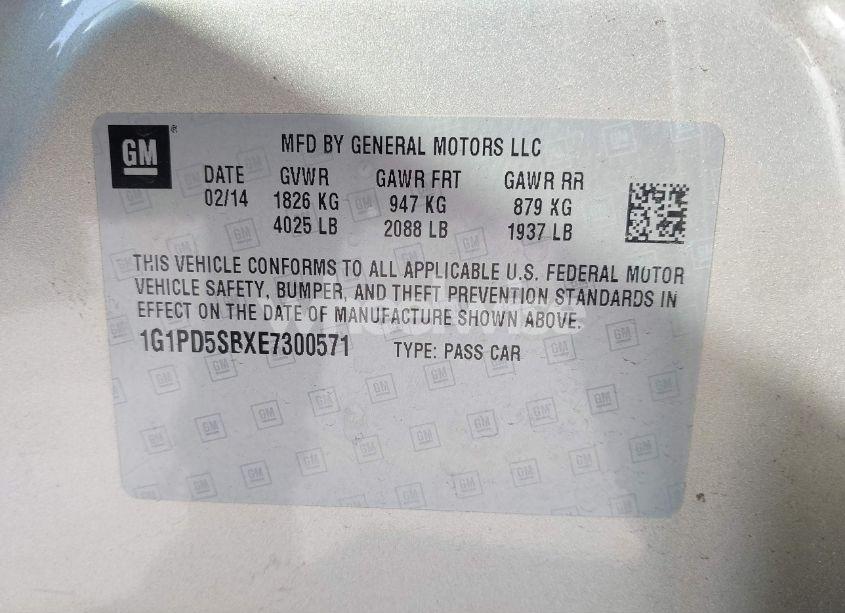 GM
MFD BY GENERAL MOTORS LLC
DATE GVWR GAWR FRT GAWR RR
02/14 1826 KG 947 KG 879 KG
4025 LB 2088 LB 1937 LB
THIS VEHICLE CONFORMS TO ALL APPLICABLE U.S. FEDERAL MOTOR
VEHICLE SAFETY, BUMPER, AND THEFT PREVENTION STANDARDS IN
EFFECT ON THE DATE OF MANUFACTURE SHOWN ABOVE.
1G1PD5SBXE7300571 TYPE: PASS CAR